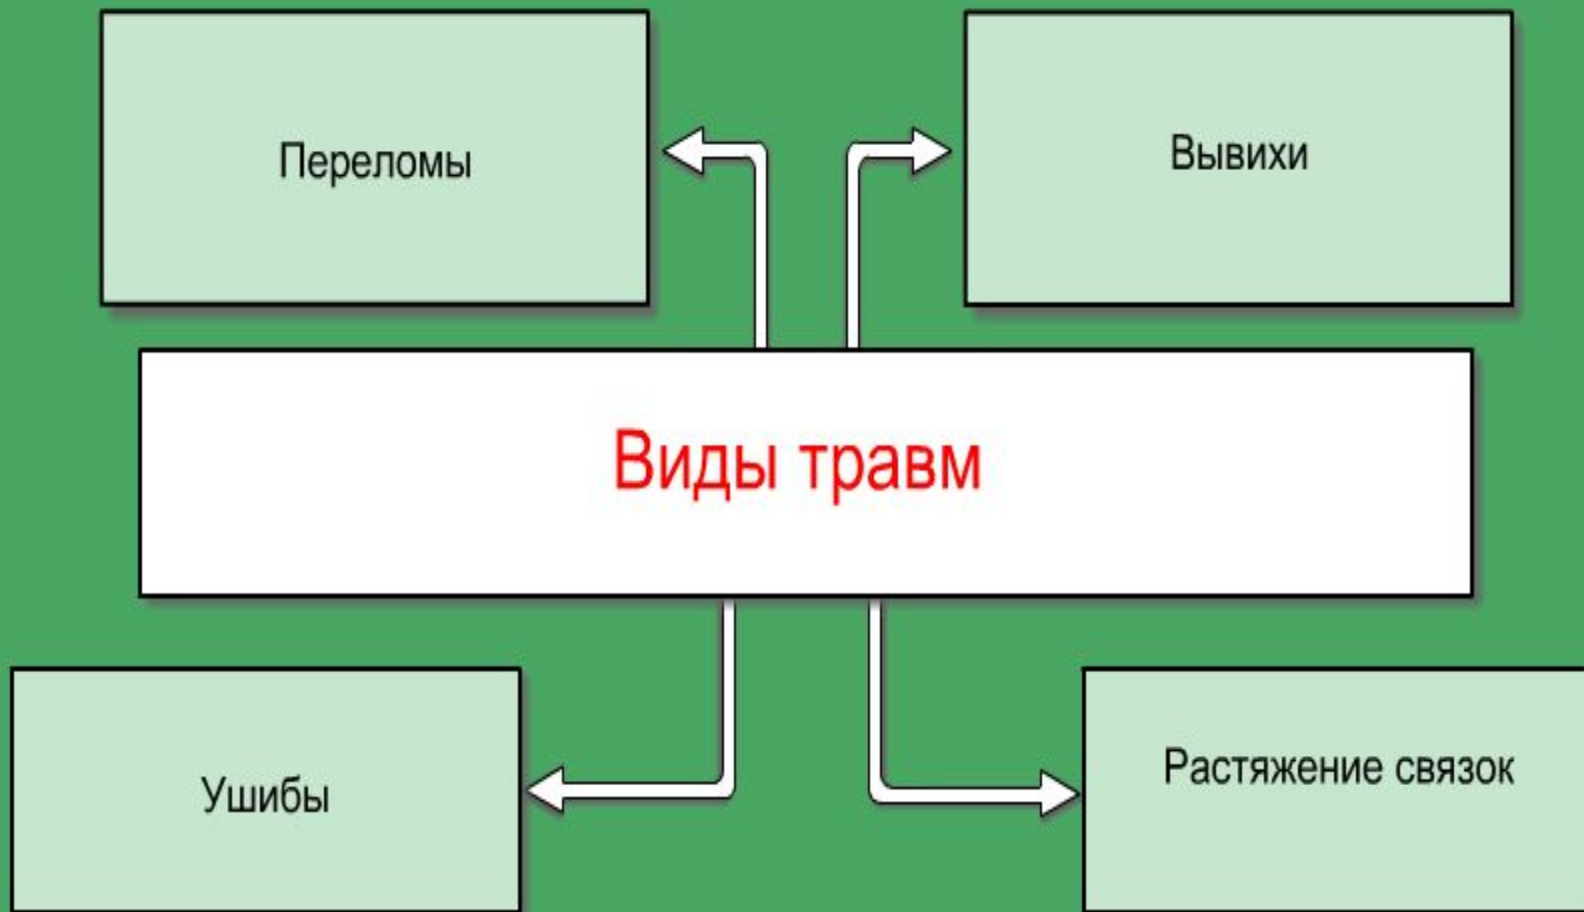 Переломы
Вывихи
Виды травм
Ушибы
Растяжение связок